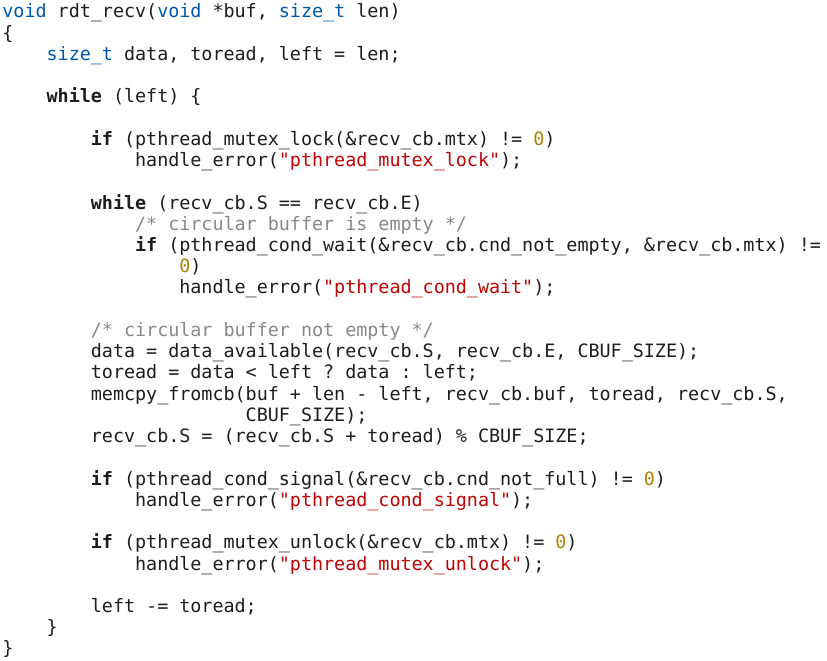 void rdt_recv(void *buf, size_t len)
{
    size_t data, toread, left = len;

    while (left) {

        if (pthread_mutex_lock(&recv_cb.mtx) != 0)
            handle_error("pthread_mutex_lock");

        while (recv_cb.S == recv_cb.E)
            /* circular buffer is empty */
            if (pthread_cond_wait(&recv_cb.cnd_not_empty, &recv_cb.mtx) !=
                0)
                handle_error("pthread_cond_wait");

        /* circular buffer not empty */
        data = data_available(recv_cb.S, recv_cb.E, CBUF_SIZE);
        toread = data < left ? data : left;
        memcpy_fromcb(buf + len - left, recv_cb.buf, toread, recv_cb.S,
                      CBUF_SIZE);
        recv_cb.S = (recv_cb.S + toread) % CBUF_SIZE;

        if (pthread_cond_signal(&recv_cb.cnd_not_full) != 0)
            handle_error("pthread_cond_signal");

        if (pthread_mutex_unlock(&recv_cb.mtx) != 0)
            handle_error("pthread_mutex_unlock");

        left -= toread;
    }
}